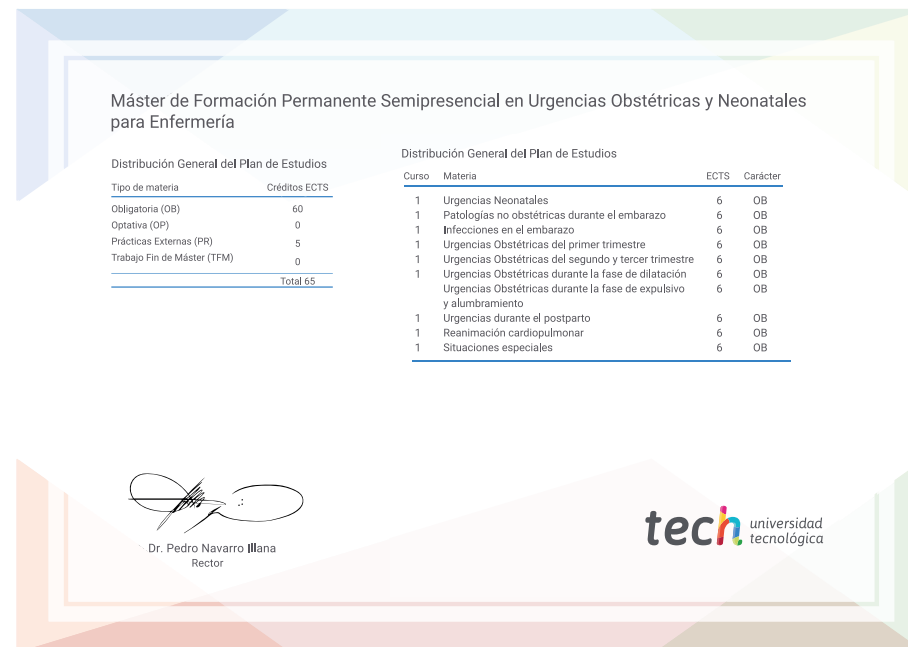 Máster de Formación Permanente Semipresencial en Urgencias Obstétricas y Neonatales
para Enfermería
Distribución General del Plan de Estudios
Tipo de materia Créditos ECTS
Obligatoria (OB) 60
Optativa (OP) 0
Prácticas Externas (PR) 5
Trabajo Fin de Máster (TFM) 0
Total 65
Distribución General del Plan de Estudios
Curso Materia ECTS Carácter
1 Urgencias Neonatales 6 OB
1 Patologías no obstétricas durante el embarazo 6 OB
1 Infecciones en el embarazo 6 OB
1 Urgencias Obstétricas del primer trimestre 6 OB
1 Urgencias Obstétricas del segundo y tercer trimestre 6 OB
1 Urgencias Obstétricas durante la fase de dilatación 6 OB
Urgencias Obstétricas durante la fase de expulsivo 6 OB
y alumbramiento
1 Urgencias durante el postparto 6 OB
1 Reanimación cardiopulmonar 6 OB
1 Situaciones especiales 6 OB
Dr. Pedro Navarro Illana
Rector
tech universidad
tecnológica